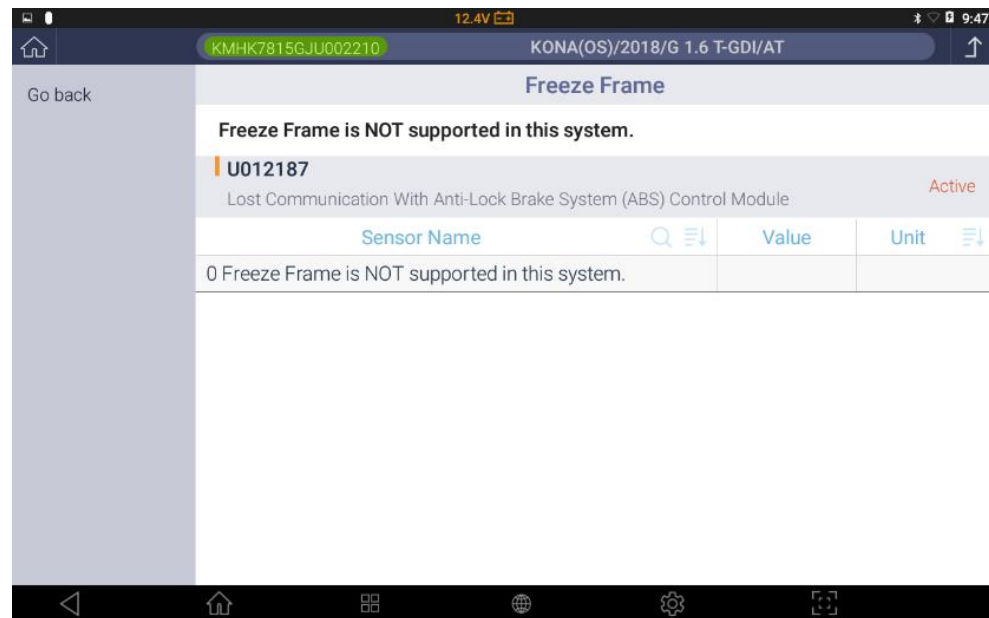 12.4V
9:47
KMHK7815GJU002210 KONA(OS)/2018/G 1.6 T-GDI/AT
Go back
Freeze Frame
Freeze Frame is NOT supported in this system.
U012187
Lost Communication With Anti-Lock Brake System (ABS) Control Module
Active
Sensor Name Value Unit
0 Freeze Frame is NOT supported in this system.